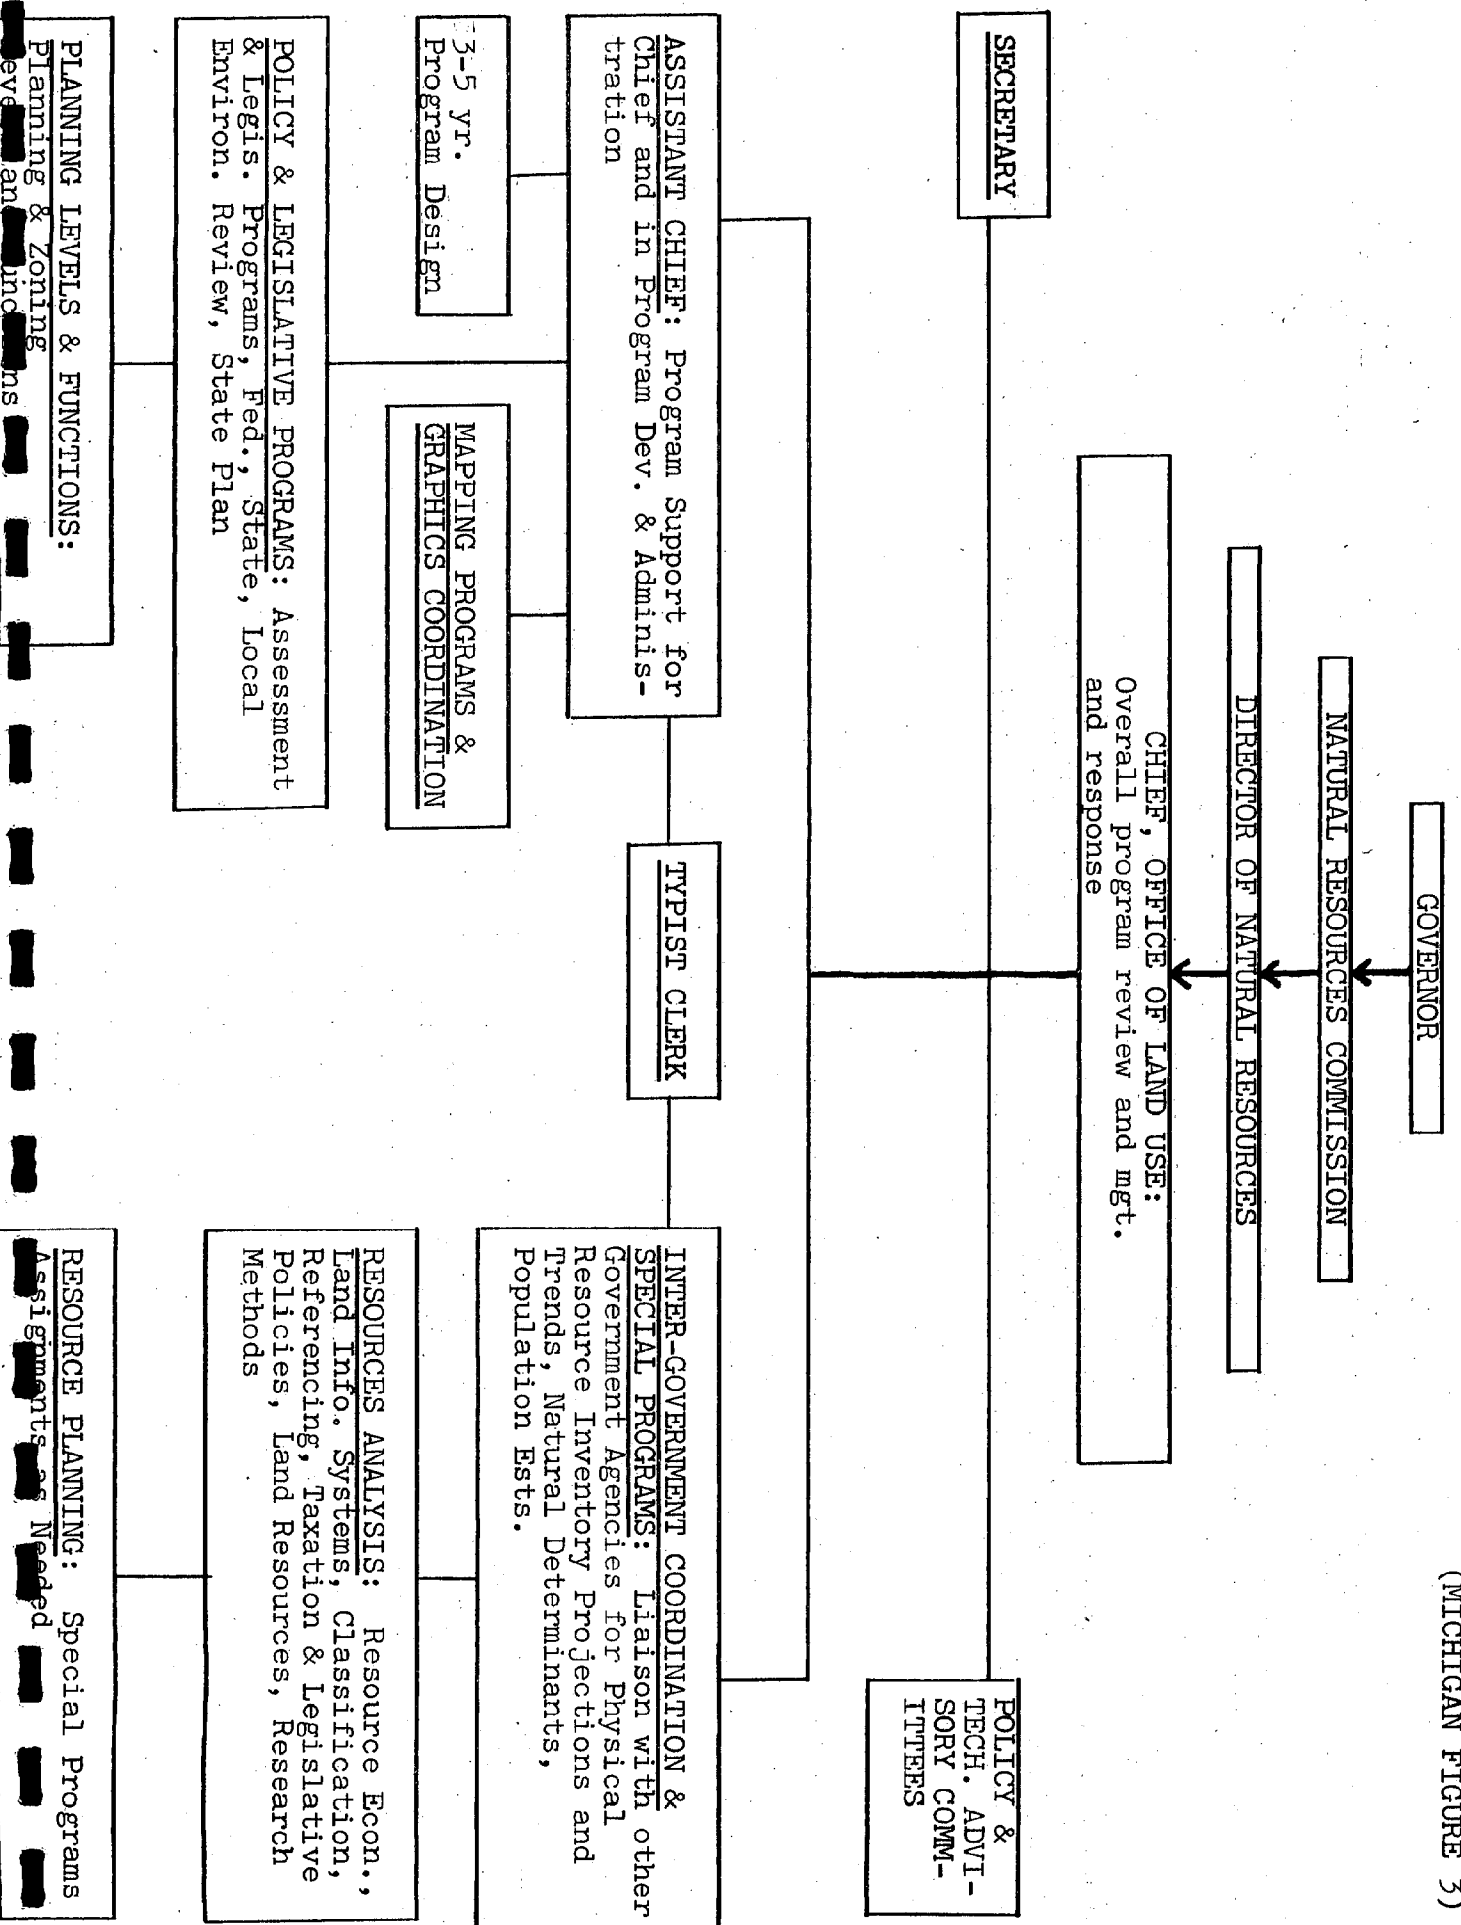 (MICHIGAN FIGURE 3)
GOVERNOR
NATURAL RESOURCES COMMISSION
DIRECTOR OF NATURAL RESOURCES
CHIEF, OFFICE OF LAND USE:
Overall program review and mgt.
and response
SECRETARY
POLICY &
TECH. ADVI-
SORY COMM-
ITTEES
ASSISTANT CHIEF: Program Support for
Chief and in Program Dev. & Adminis-
tration
TYPIST CLERK
INTER-GOVERNMENT COORDINATION &
SPECIAL PROGRAMS: Liaison with other
Government Agencies for Physical
Resource Inventory Projections and
Trends, Natural Determinants,
Population Ests.
3-5 yr.
Program Design
MAPPING PROGRAMS &
GRAPHICS COORDINATION
POLICY & LEGISLATIVE PROGRAMS: Assessment
& Legis. Programs, Fed., State, Local
Environ. Review, State Plan
RESOURCES ANALYSIS: Resource Econ.,
Land Info. Systems, Classification,
Referencing, Taxation & Legislative
Policies, Land Resources, Research
Methods
PLANNING LEVELS & FUNCTIONS:
Planning & Zoning
RESOURCE PLANNING: Special Programs
Assignments as Needed